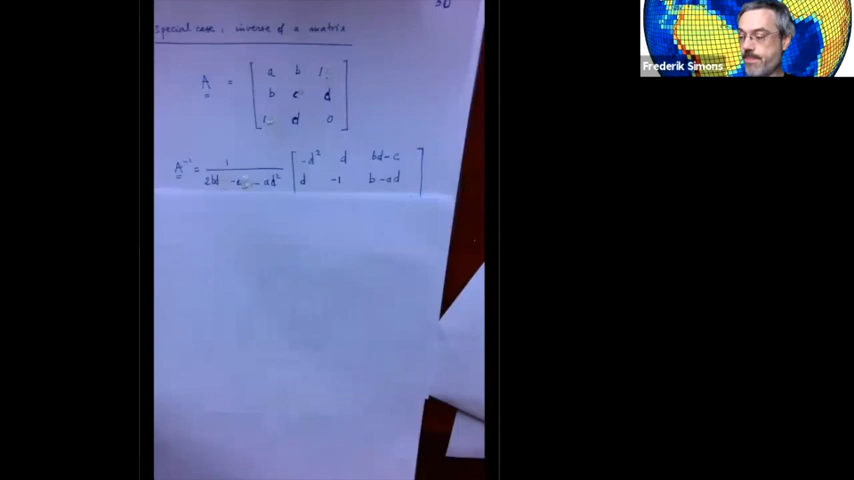 30
Special case : inverse of a matrix
A = [ a b 1
b c d
1 d 0 ]
A⁻¹ = 1 / (2bd - c - ad²) [ -d² d bd-c
d -1 b-ad ]
Frederik Simons